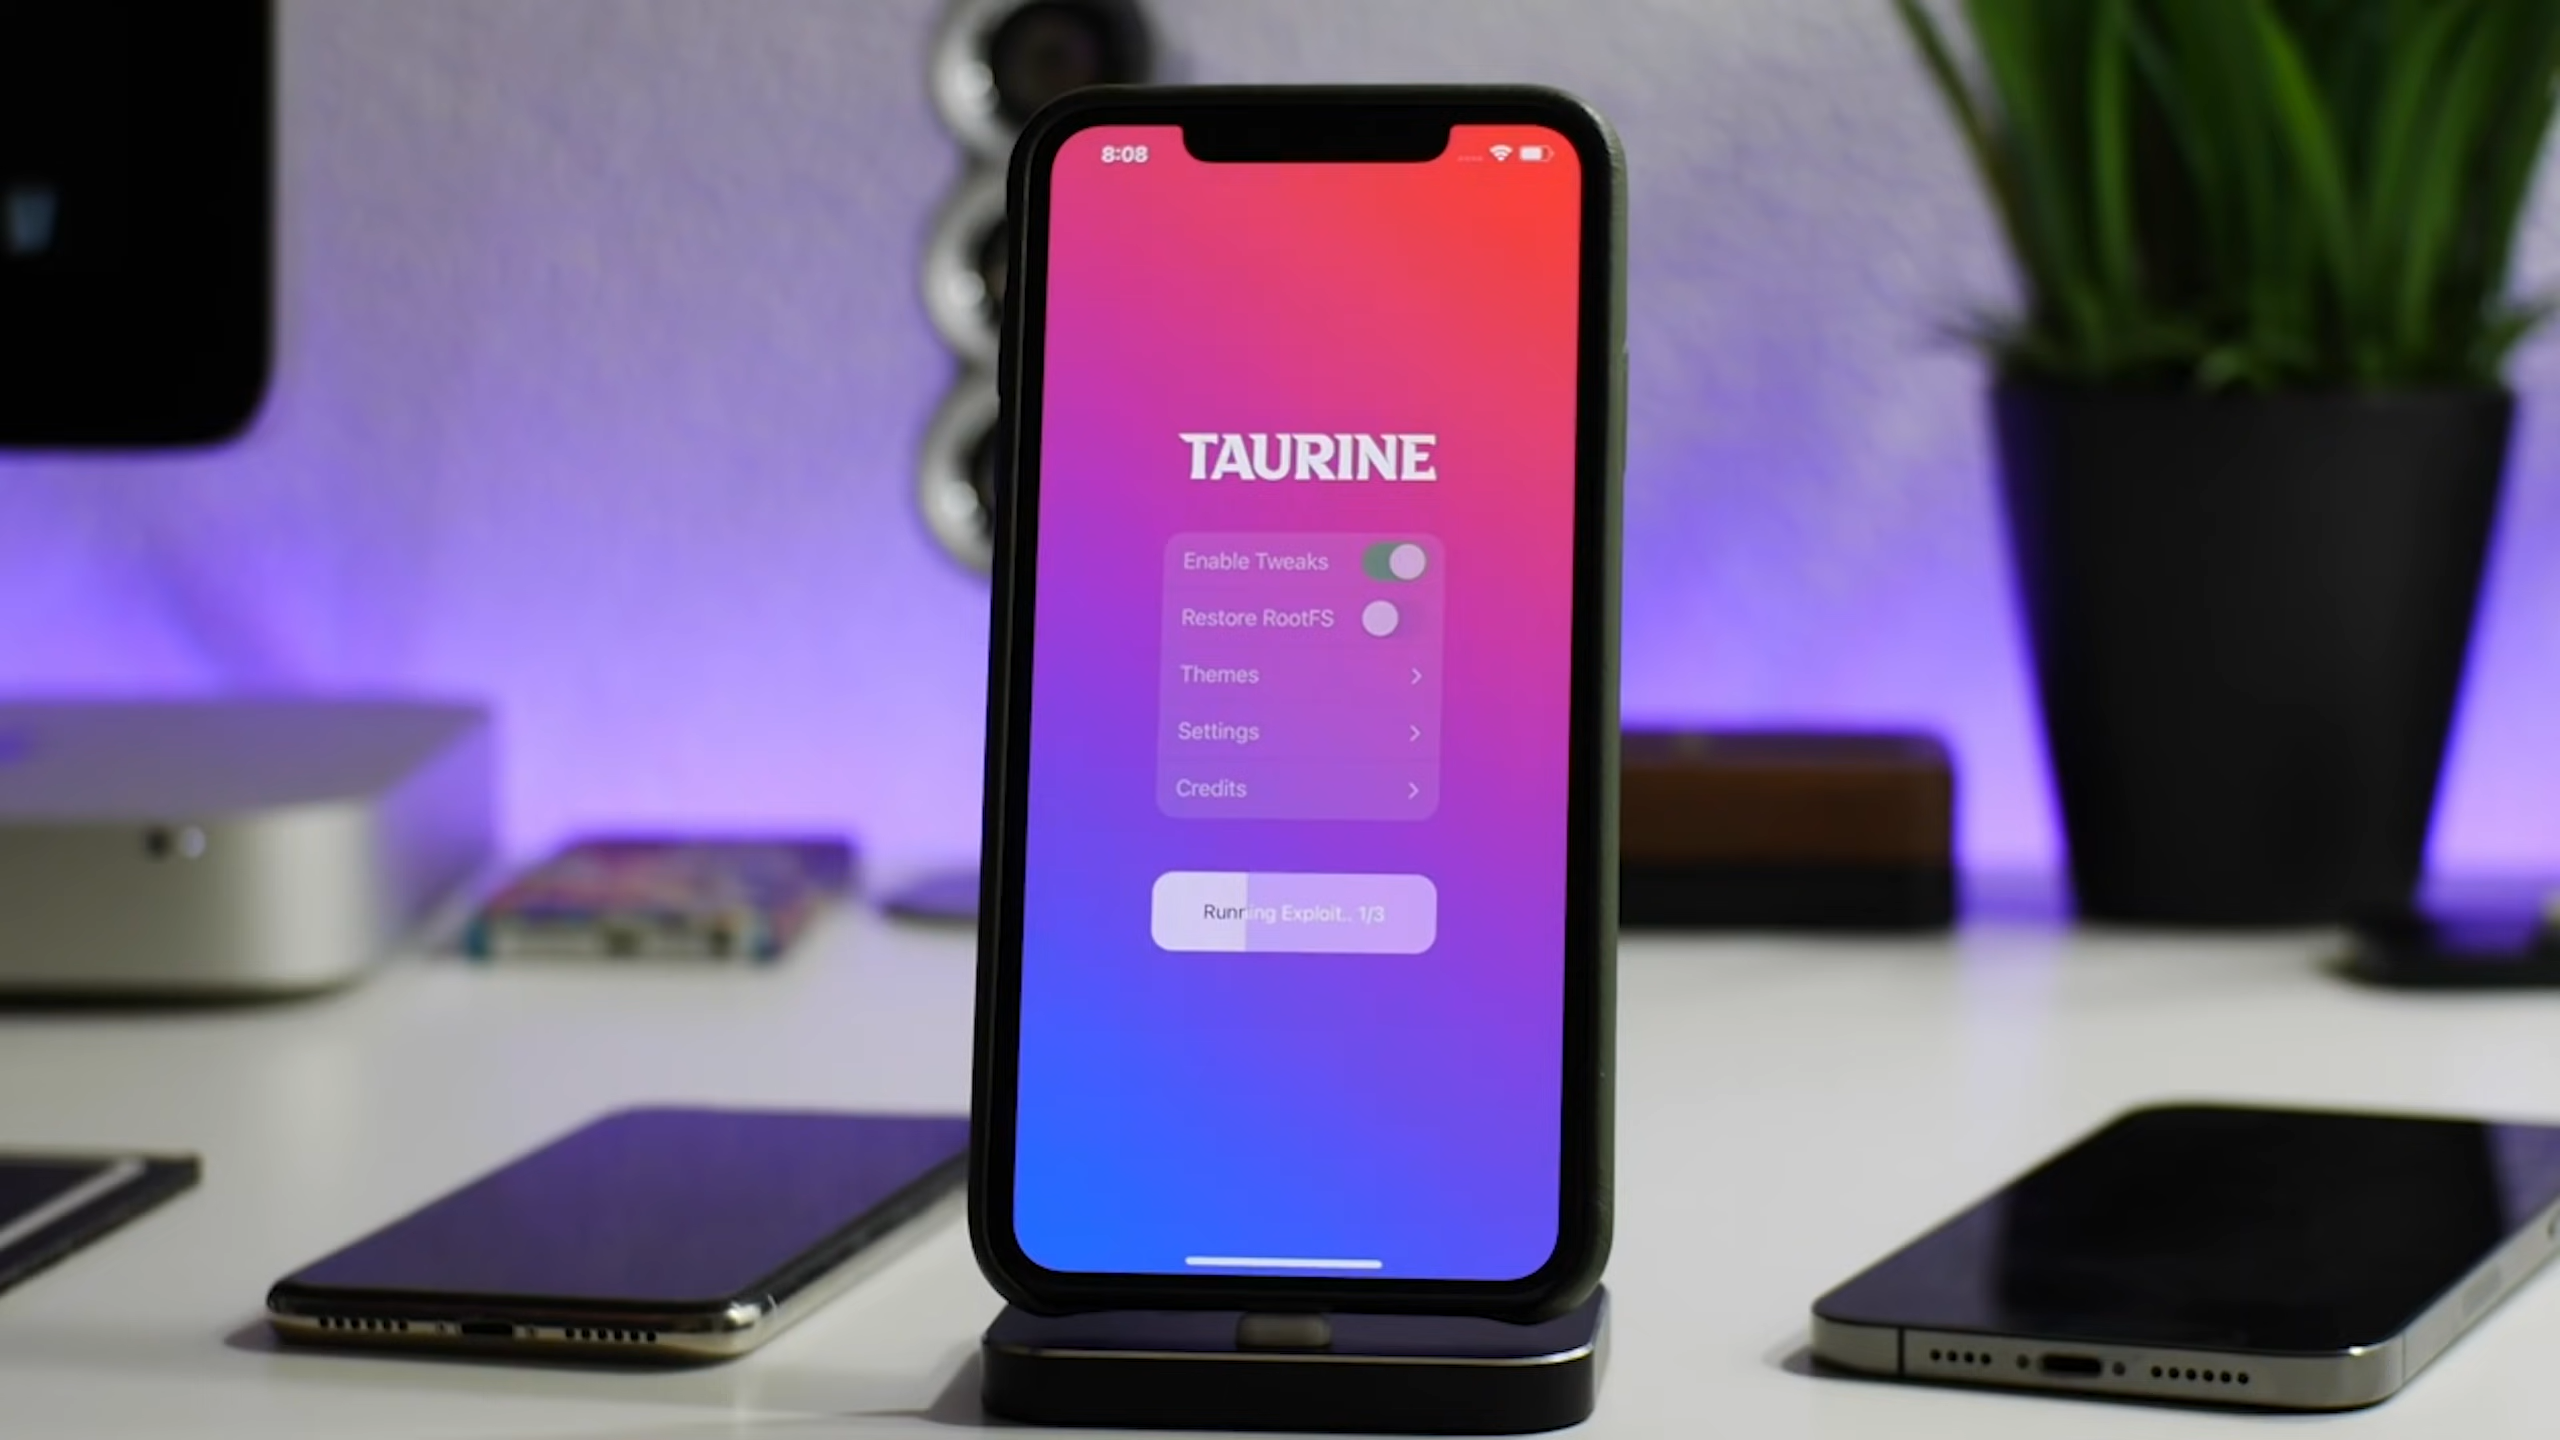 8:08
TAURINE
Enable Tweaks
Restore RootFS
Themes
Settings
Credits
Running Exploit.. 1/3